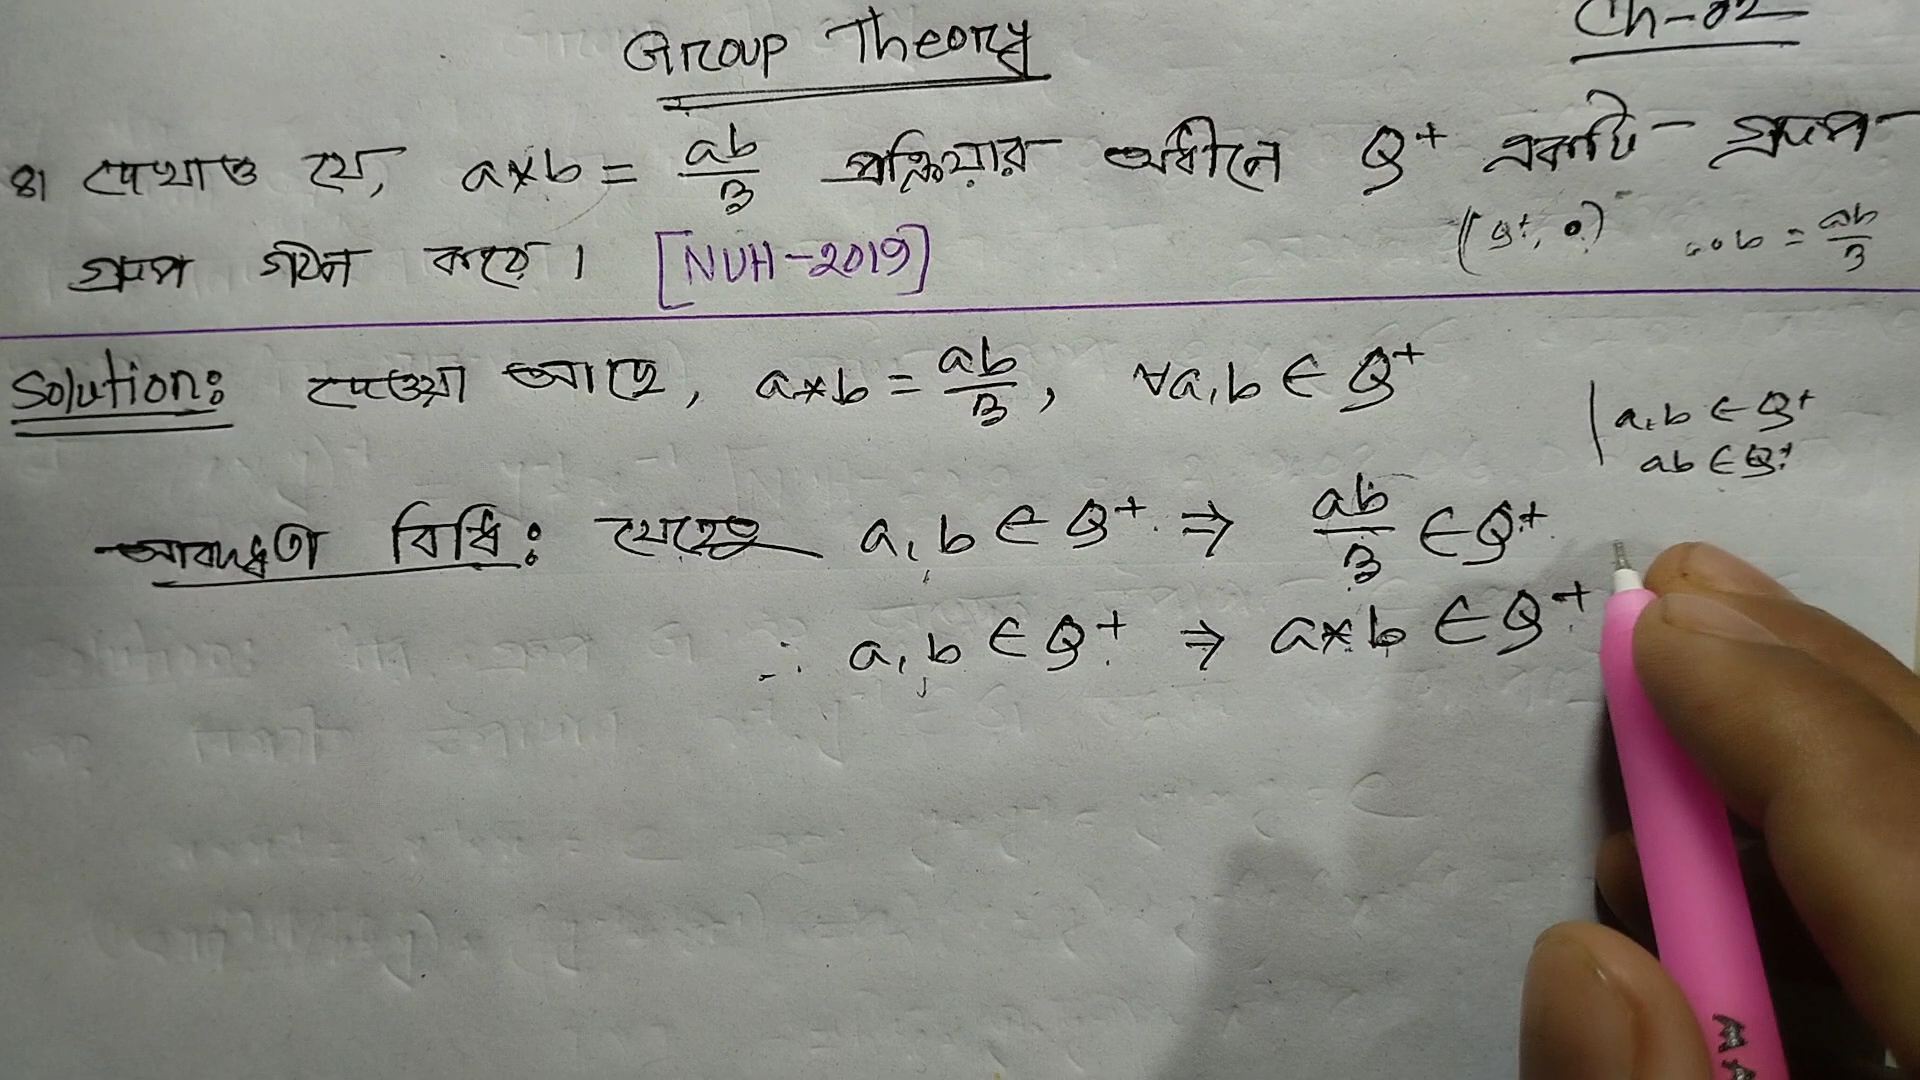 Group Theory
Ch-02
৪। দেখাও যে, a*b = ab/3 প্রক্রিয়ার অধীনে Q⁺ একটি গ্রুপ
গ্রুপ গঠন করে। [NUH-2019]
(Q⁺, o) aob = ab/3
Solution: দেওয়া আছে, a*b = ab/3, ∀a,b ∈ Q⁺
a,b ∈ Q⁺
ab ∈ Q⁺
আবদ্ধতা বিধি: যেহেতু a,b ∈ Q⁺ ⇒ ab/3 ∈ Q⁺
∴ a,b ∈ Q⁺ ⇒ a*b ∈ Q⁺